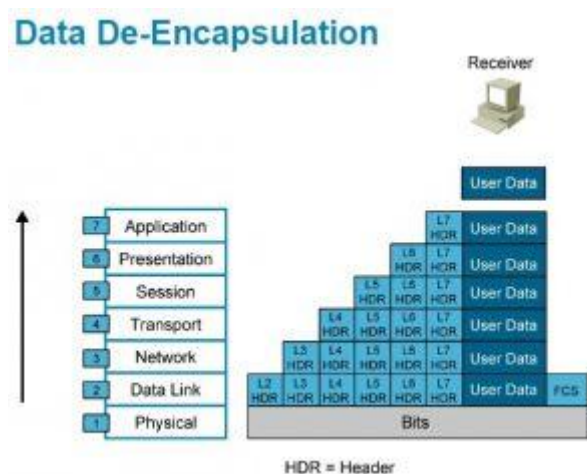 Data De-Encapsulation
Receiver
User Data
7 Application L7 HDR User Data
6 Presentation L6 HDR L7 HDR User Data
5 Session L5 HDR L6 HDR L7 HDR User Data
4 Transport L4 HDR L5 HDR L6 HDR L7 HDR User Data
3 Network L3 HDR L4 HDR L5 HDR L6 HDR L7 HDR User Data
2 Data Link L2 HDR L3 HDR L4 HDR L5 HDR L6 HDR L7 HDR User Data FCS
1 Physical Bits
HDR = Header